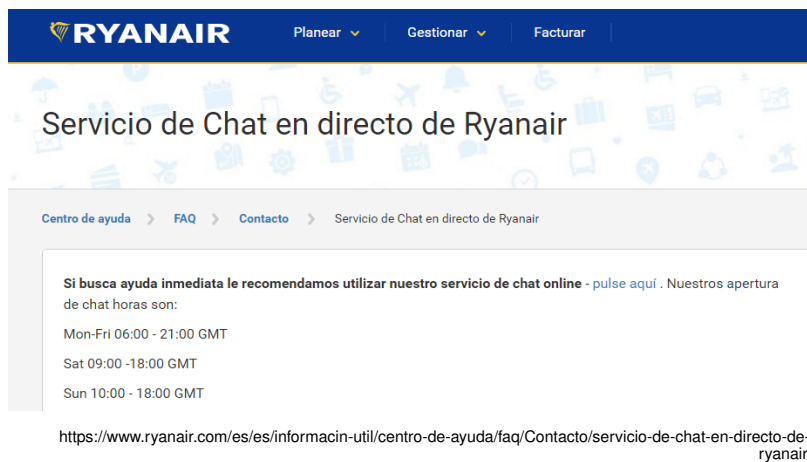 RYANAIR Planear Gestionar Facturar
Servicio de Chat en directo de Ryanair
Centro de ayuda > FAQ > Contacto > Servicio de Chat en directo de Ryanair
Si busca ayuda inmediata le recomendamos utilizar nuestro servicio de chat online - pulse aquí . Nuestros apertura
de chat horas son:
Mon-Fri 06:00 - 21:00 GMT
Sat 09:00 -18:00 GMT
Sun 10:00 - 18:00 GMT
https://www.ryanair.com/es/es/informacin-util/centro-de-ayuda/faq/Contacto/servicio-de-chat-en-directo-de-
ryanair